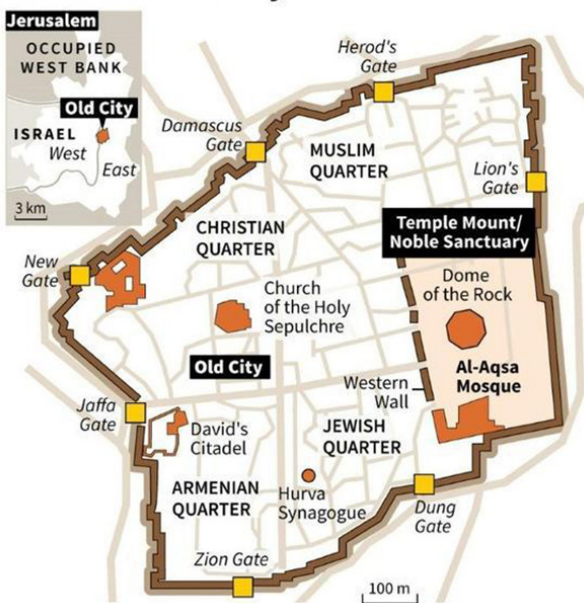 Jerusalem
OCCUPIED
WEST BANK
Old City
ISRAEL
West
East
3 km
Herod's
Gate
Damascus
Gate
MUSLIM
QUARTER
Lion's
Gate
CHRISTIAN
QUARTER
Temple Mount/
Noble Sanctuary
New
Gate
Dome
of the Rock
Church
of the Holy
Sepulchre
Old City
Al-Aqsa
Mosque
Western
Wall
Jaffa
Gate
David's
Citadel
JEWISH
QUARTER
ARMENIAN
QUARTER
Hurva
Synagogue
Dung
Gate
Zion Gate
100 m